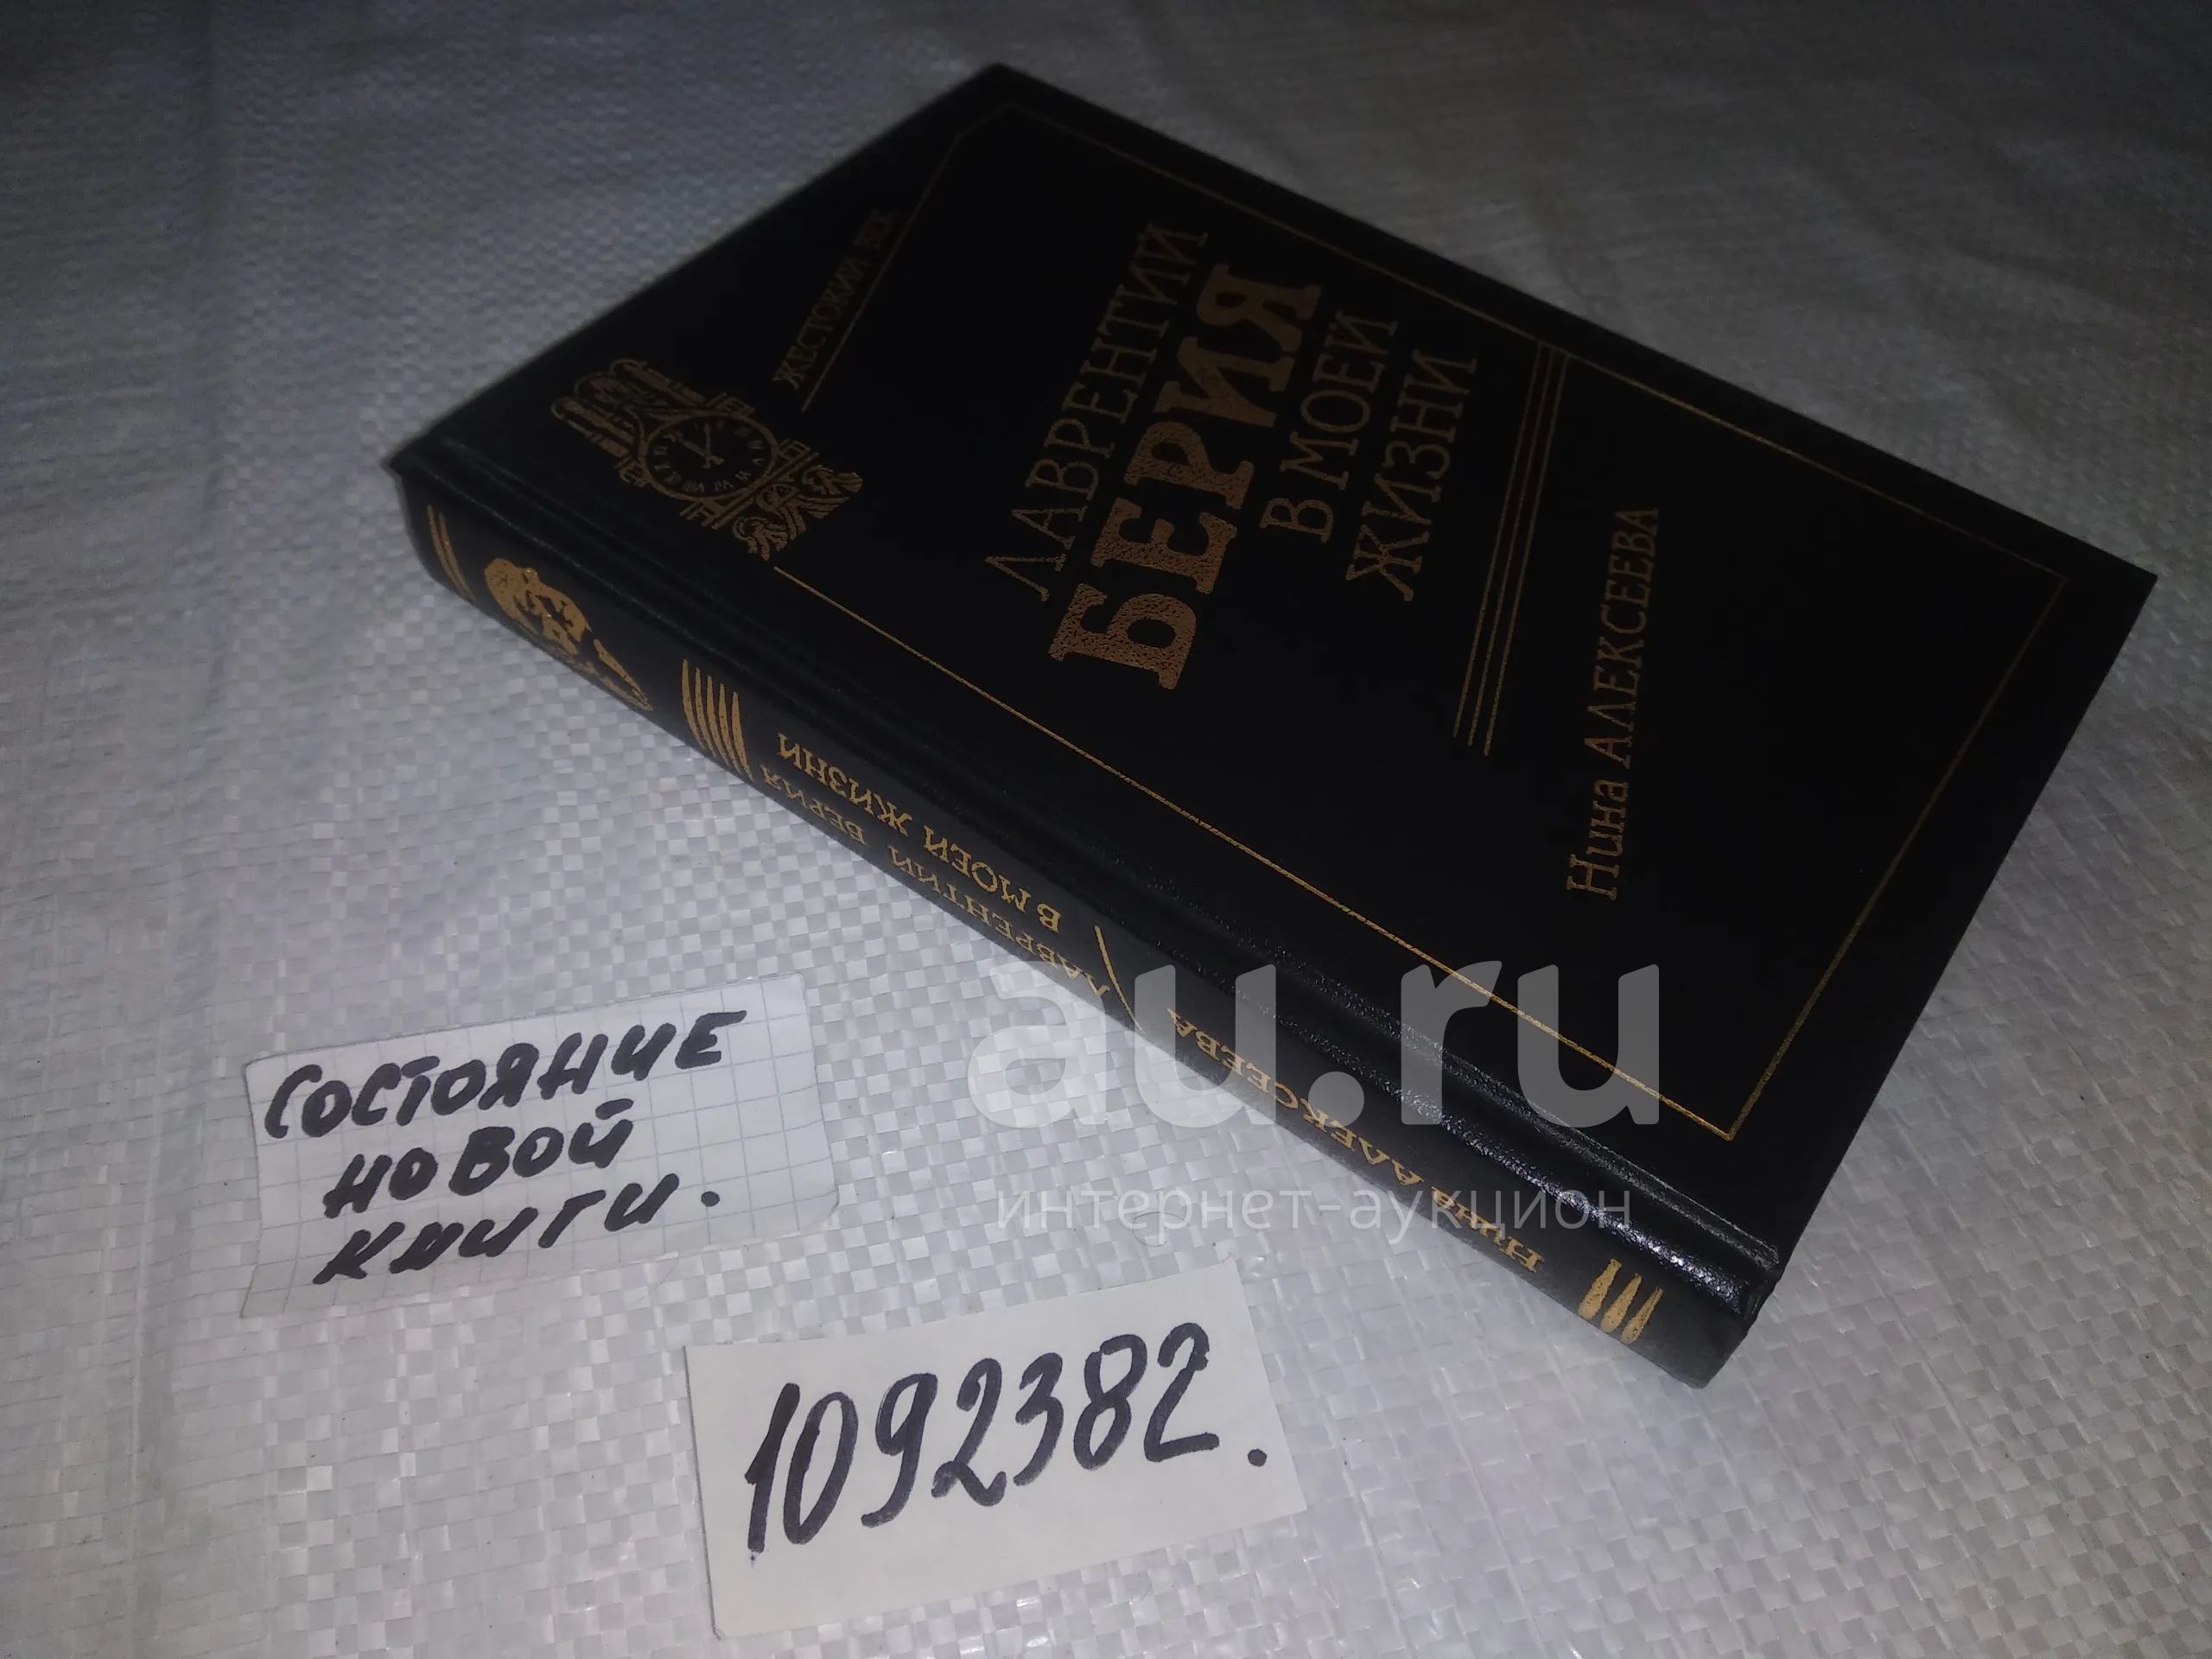 ЖЕСТОКИЙ ВЕК
ЛАВРЕНТИЙ
БЕРИЯ
В МОЕЙ
ЖИЗНИ
Нина АЛЕКСЕЕВА
Нина АЛЕКСЕЕВА
ЛАВРЕНТИЙ БЕРИЯ
В МОЕЙ ЖИЗНИ
au.ru
интернет-аукцион
СОСТОЯНИЕ
НОВОЙ
КНИГИ.
1092382.